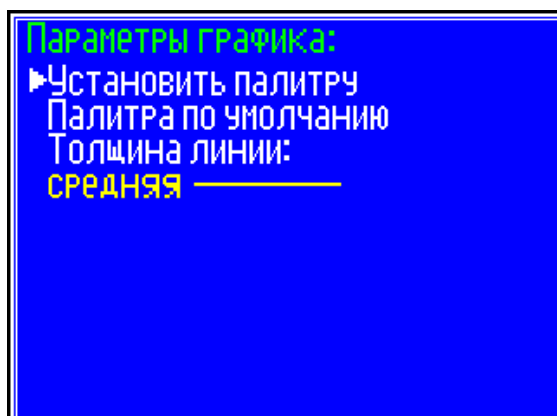 Параметры графика:
Установить палитру
Палитра по умолчанию
Толщина линии:
средняя